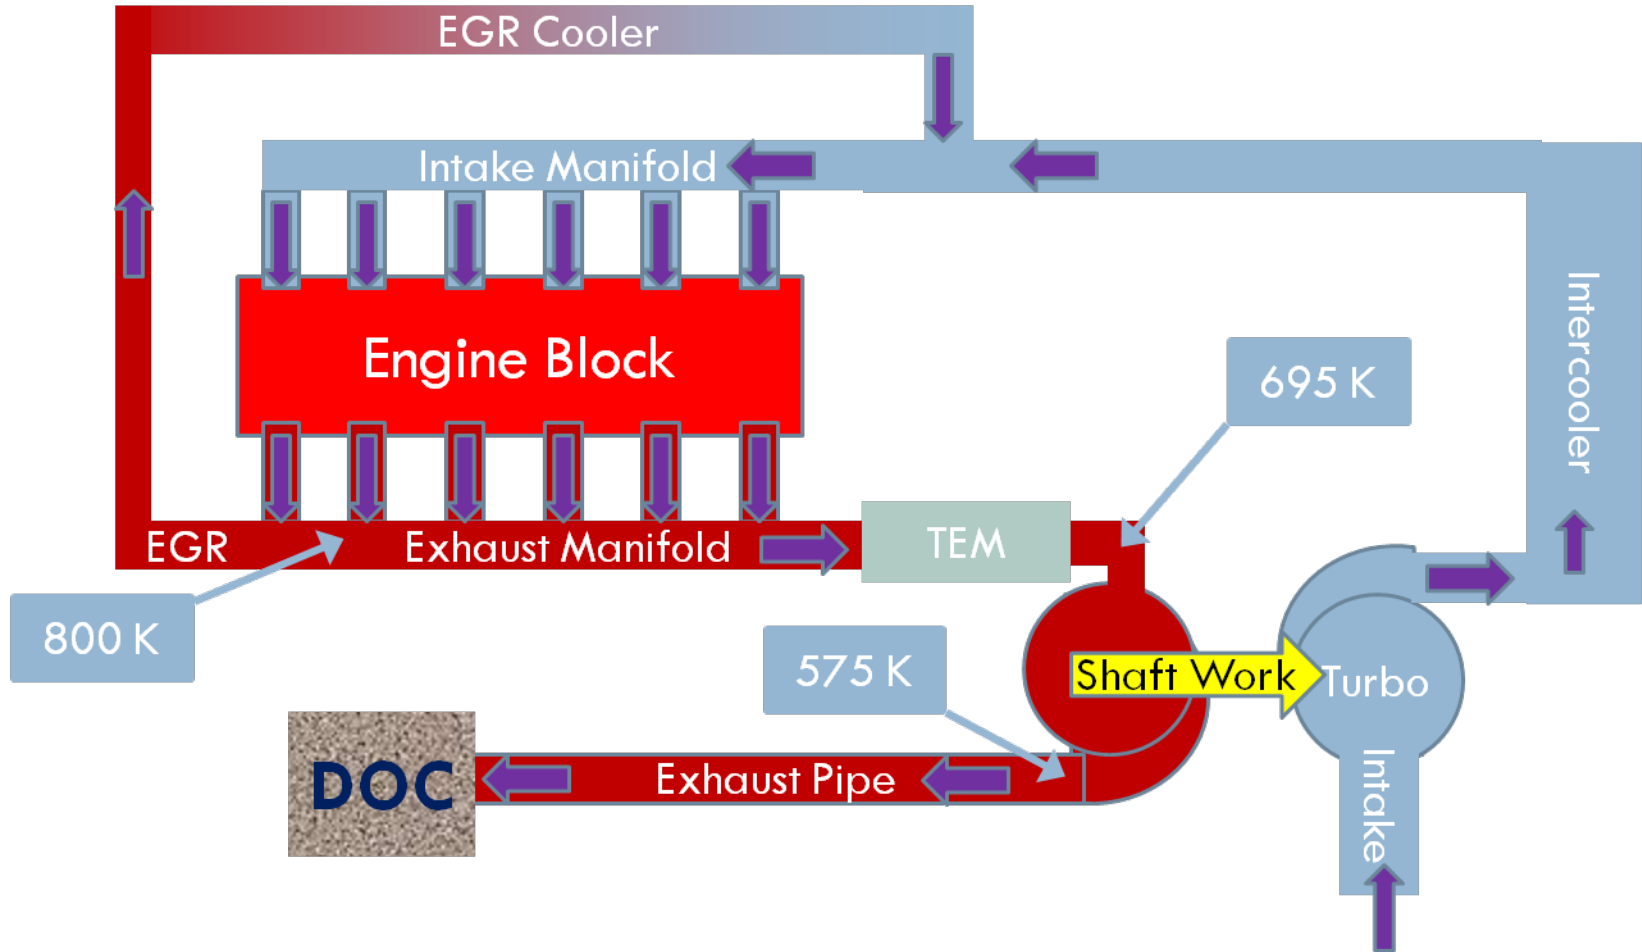 EGR Cooler
Intake Manifold
Engine Block
695 K
Intercooler
EGR
Exhaust Manifold
TEM
800 K
575 K
Shaft Work
Turbo
DOC
Exhaust Pipe
Intake